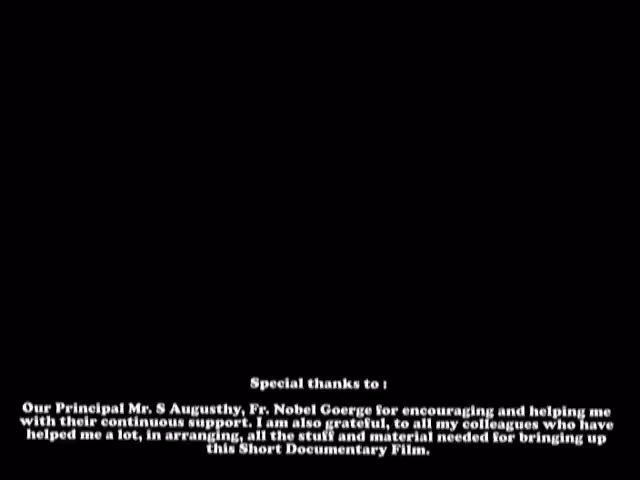 Special thanks to :
Our Principal Mr. S Augusthy, Fr. Nobel Goerge for encouraging and helping me
with their continuous support. I am also grateful, to all my colleagues who have
helped me a lot, in arranging, all the stuff and material needed for bringing up
this Short Documentary Film.